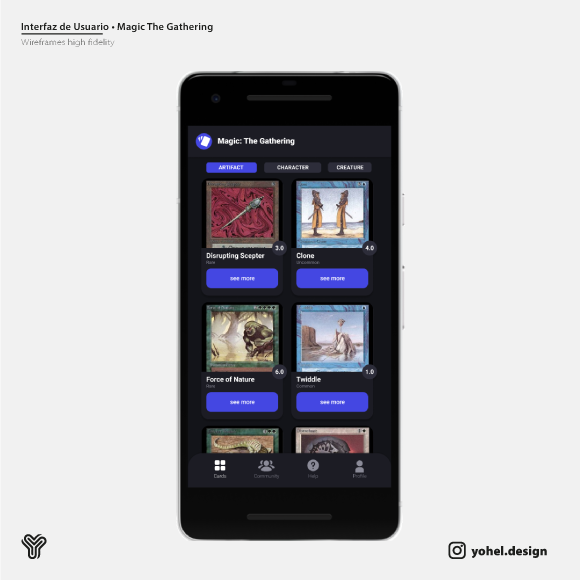 Interfaz de Usuario • Magic The Gathering
Wireframes high fidelity
Magic: The Gathering
ARTIFACT CHARACTER CREATURE
3.0 4.0
Disrupting Scepter Clone
Rare Uncommon
see more see more
6.0 1.0
Force of Nature Twiddle
Rare Common
see more see more
Cards Community Help Profile
yohel.design